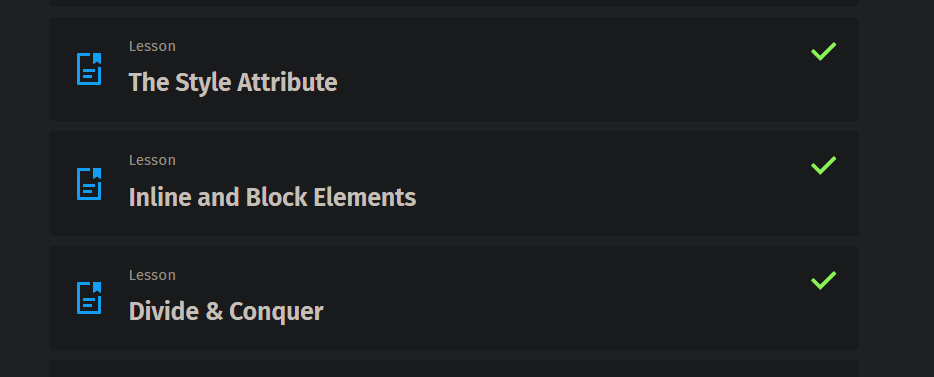 Lesson
The Style Attribute
Lesson
Inline and Block Elements
Lesson
Divide & Conquer